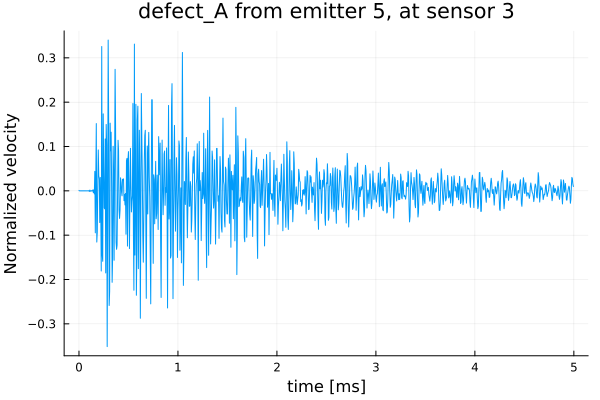 defect_A from emitter 5, at sensor 3
Normalized velocity
0.3
0.2
0.1
0.0
−0.1
−0.2
−0.3
0 1 2 3 4 5
time [ms]